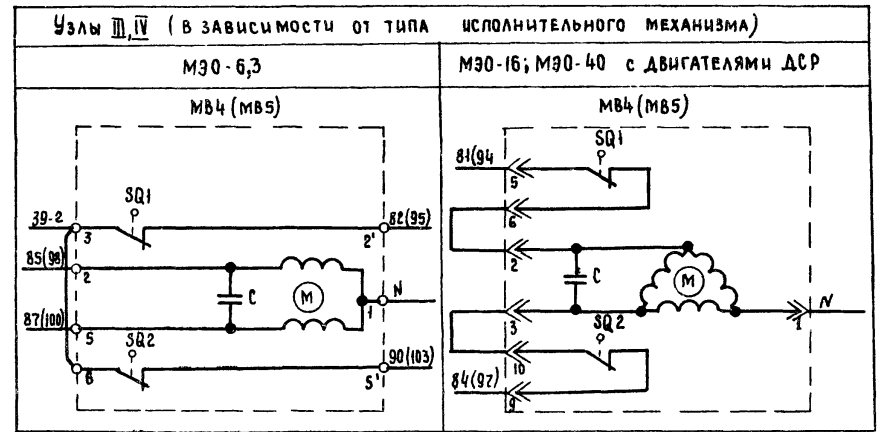 Узлы III, IV (в зависимости от типа исполнительного механизма)
МЭО-6,3
МЭО-16; МЭО-40 с двигателями ДСР
МВ4 (МВ5)
МВ4 (МВ5)
SQ1
39-2
3
2'
82(95)
85(98)
2
C
M
1
N
87(100)
5
SQ2
6
5'
90(103)
SQ1
81(94
5
6
2
C
M
3
1
N
SQ2
10
84(97)
9